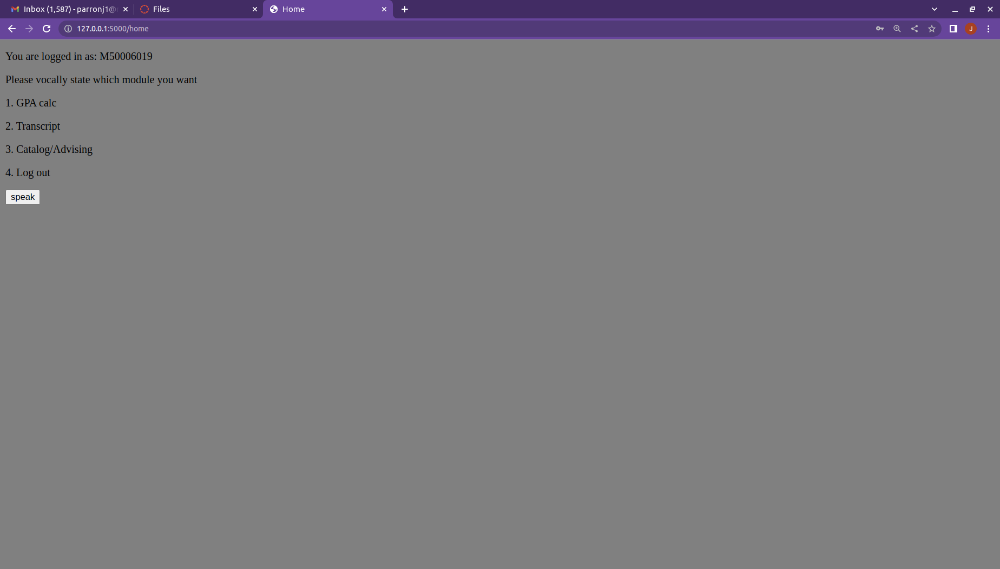 Inbox (1,587) - parronj1@
Files
Home
127.0.0.1:5000/home
J
You are logged in as: M50006019
Please vocally state which module you want
1. GPA calc
2. Transcript
3. Catalog/Advising
4. Log out
speak